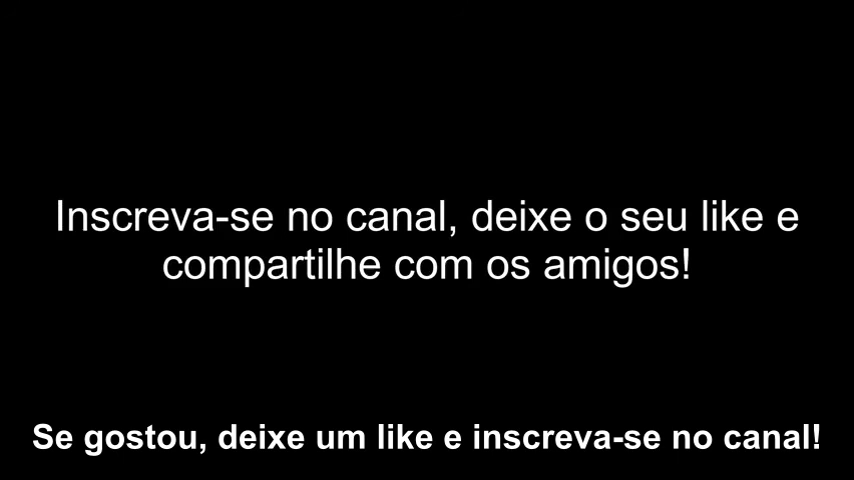 Inscreva-se no canal, deixe o seu like e
compartilhe com os amigos!
Se gostou, deixe um like e inscreva-se no canal!